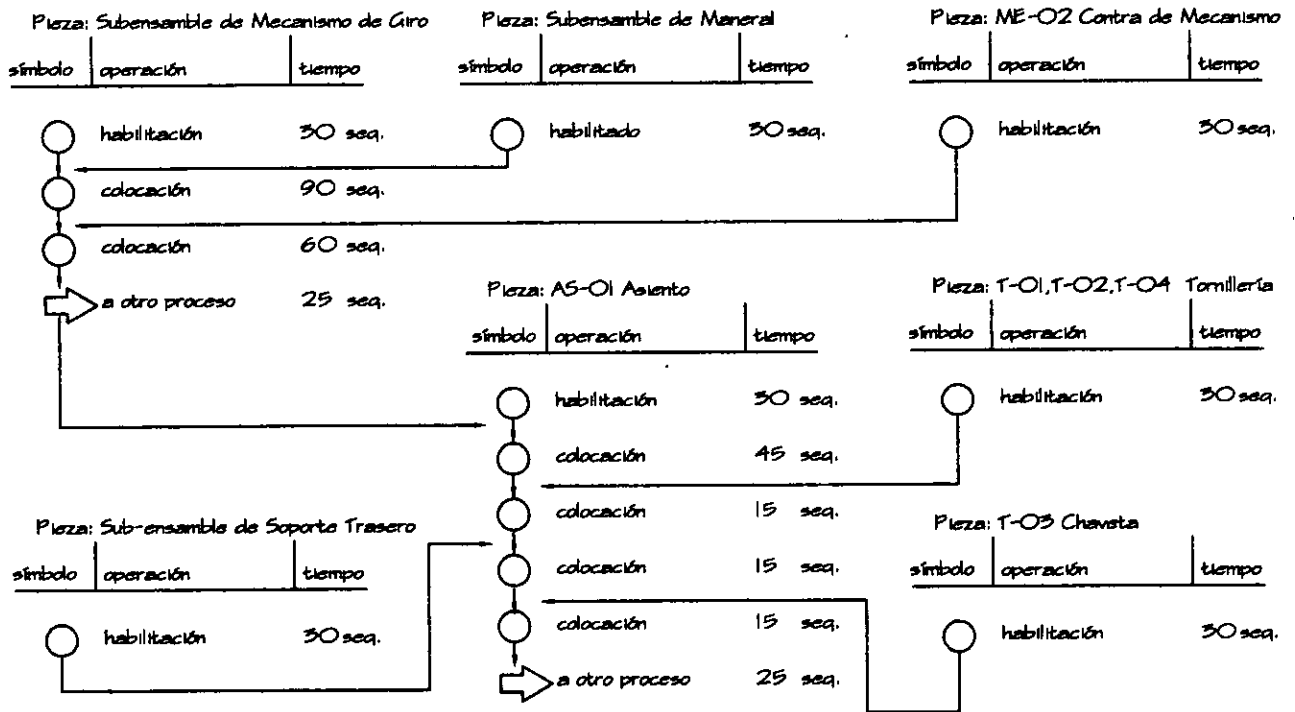 Pieza: Subensamble de Mecanismo de Giro
símbolo operación tiempo
habilitación 30 seg.
colocación 90 seg.
colocación 60 seg.
a otro proceso 25 seg.
Pieza: Subensamble de Maneral
símbolo operación tiempo
habilitado 30 seg.
Pieza: ME-02 Contra de Mecanismo
símbolo operación tiempo
habilitación 30 seg.
Pieza: AS-01 Asiento
símbolo operación tiempo
habilitación 30 seg.
colocación 45 seg.
colocación 15 seg.
colocación 15 seg.
colocación 15 seg.
a otro proceso 25 seg.
Pieza: T-01,T-02,T-04 Tornillería
símbolo operación tiempo
habilitación 30 seg.
Pieza: Sub-ensamble de Soporte Trasero
símbolo operación tiempo
habilitación 30 seg.
Pieza: T-03 Chaveta
símbolo operación tiempo
habilitación 30 seg.